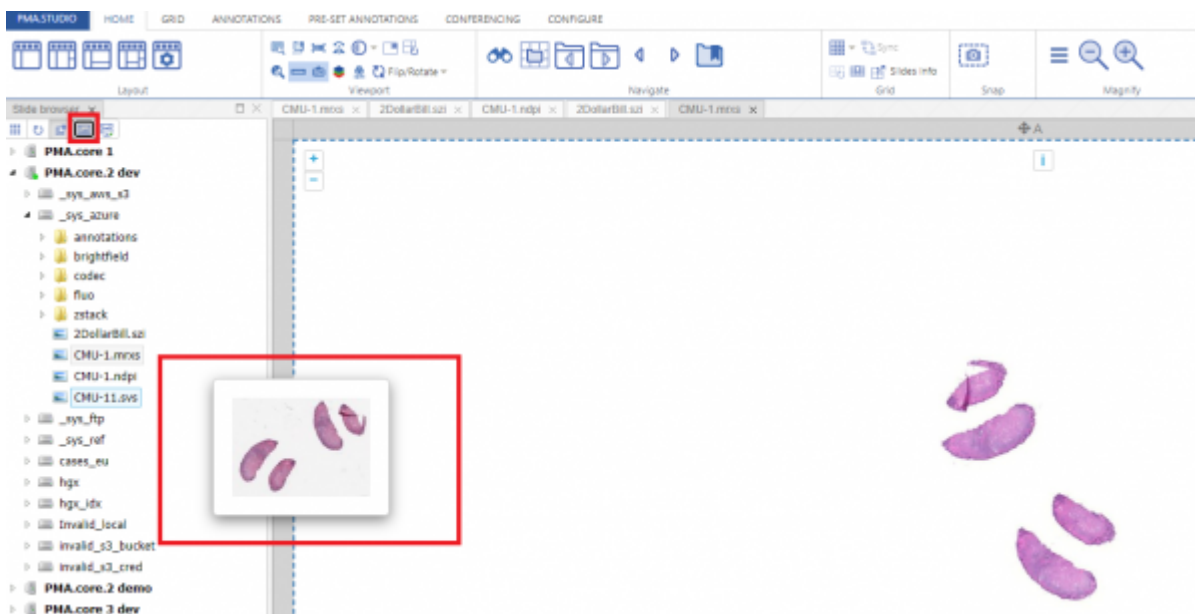 PMA.STUDIO HOME GRID ANNOTATIONS PRE-SET ANNOTATIONS CONFERENCING CONFIGURE
Flip/Rotate
Sync
Slides info
Layout Viewport Navigate Grid Snap Magnify
Slide browser x
CMU-1.mrxs x 2DollarBill.szi x CMU-1.ndpi x 2DollarBill.szi x CMU-1.mrxs x
A
PMA.core 1
+
i
PMA.core.2 dev
−
_sys_aws_s3
_sys_azure
annotations
brightfield
codec
fluo
zstack
2DollarBill.szi
CMU-1.mrxs
CMU-1.ndpi
CMU-11.svs
_sys_ftp
_sys_ref
cases_eu
hgx
hgx_idx
Invalid_local
invalid_s3_bucket
invalid_s3_cred
PMA.core.2 demo
PMA.core 3 dev